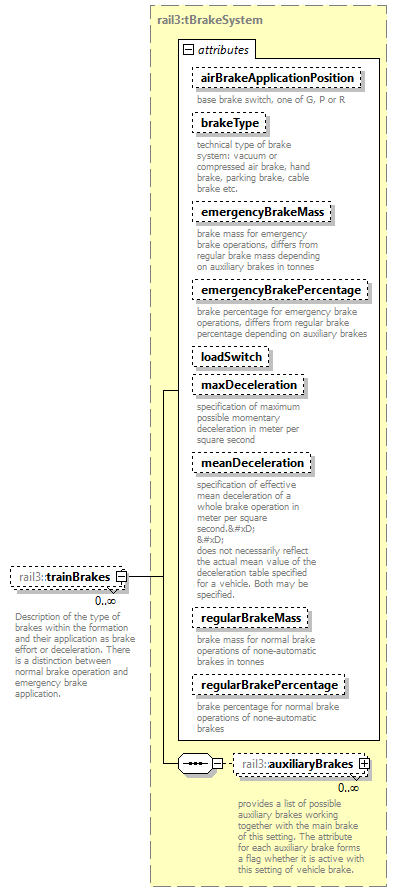 rail3:tBrakeSystem
attributes
airBrakeApplicationPosition
base brake switch, one of G, P or R
brakeType
technical type of brake
system: vacuum or
compressed air brake, hand
brake, parking brake, cable
brake etc.
emergencyBrakeMass
brake mass for emergency
brake operations, differs from
regular brake mass depending
on auxiliary brakes in tonnes
emergencyBrakePercentage
brake percentage for emergency brake
operations, differs from regular brake
percentage depending on auxiliary brakes
loadSwitch
maxDeceleration
specification of maximum
possible momentary
deceleration in meter per
square second
meanDeceleration
specification of effective
mean deceleration of a
whole brake operation in
meter per square
second.&#xD;
&#xD;
does not necessarily reflect
the actual mean value of the
deceleration table specified
for a vehicle. Both may be
specified.
rail3::trainBrakes
0..∞
Description of the type of
brakes within the formation
and their application as brake
effort or deceleration. There
is a distinction between
normal brake operation and
emergency brake
application.
regularBrakeMass
brake mass for normal brake
operations of none-automatic
brakes in tonnes
regularBrakePercentage
brake percentage for normal brake
operations of none-automatic
brakes
rail3::auxiliaryBrakes
0..∞
provides a list of possible
auxiliary brakes working
together with the main brake
of this setting. The attribute
for each auxiliary brake forms
a flag whether it is active with
this setting of vehicle brake.